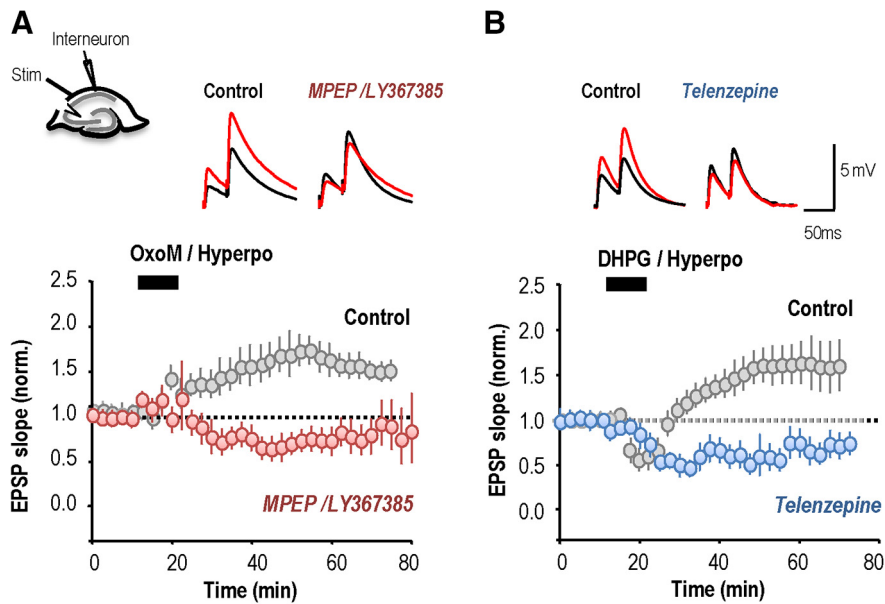 A
Interneuron
Stim
Control
MPEP /LY367385
OxoM / Hyperpo
2.5
2.0
1.5
1.0
0.5
0.0
EPSP slope (norm.)
Control
MPEP /LY367385
0
20
40
60
80
Time (min)
B
Control
Telenzepine
5 mV
50ms
DHPG / Hyperpo
2.5
2.0
1.5
1.0
0.5
0.0
EPSP slope (norm.)
Control
Telenzepine
0
20
40
60
80
Time (min)